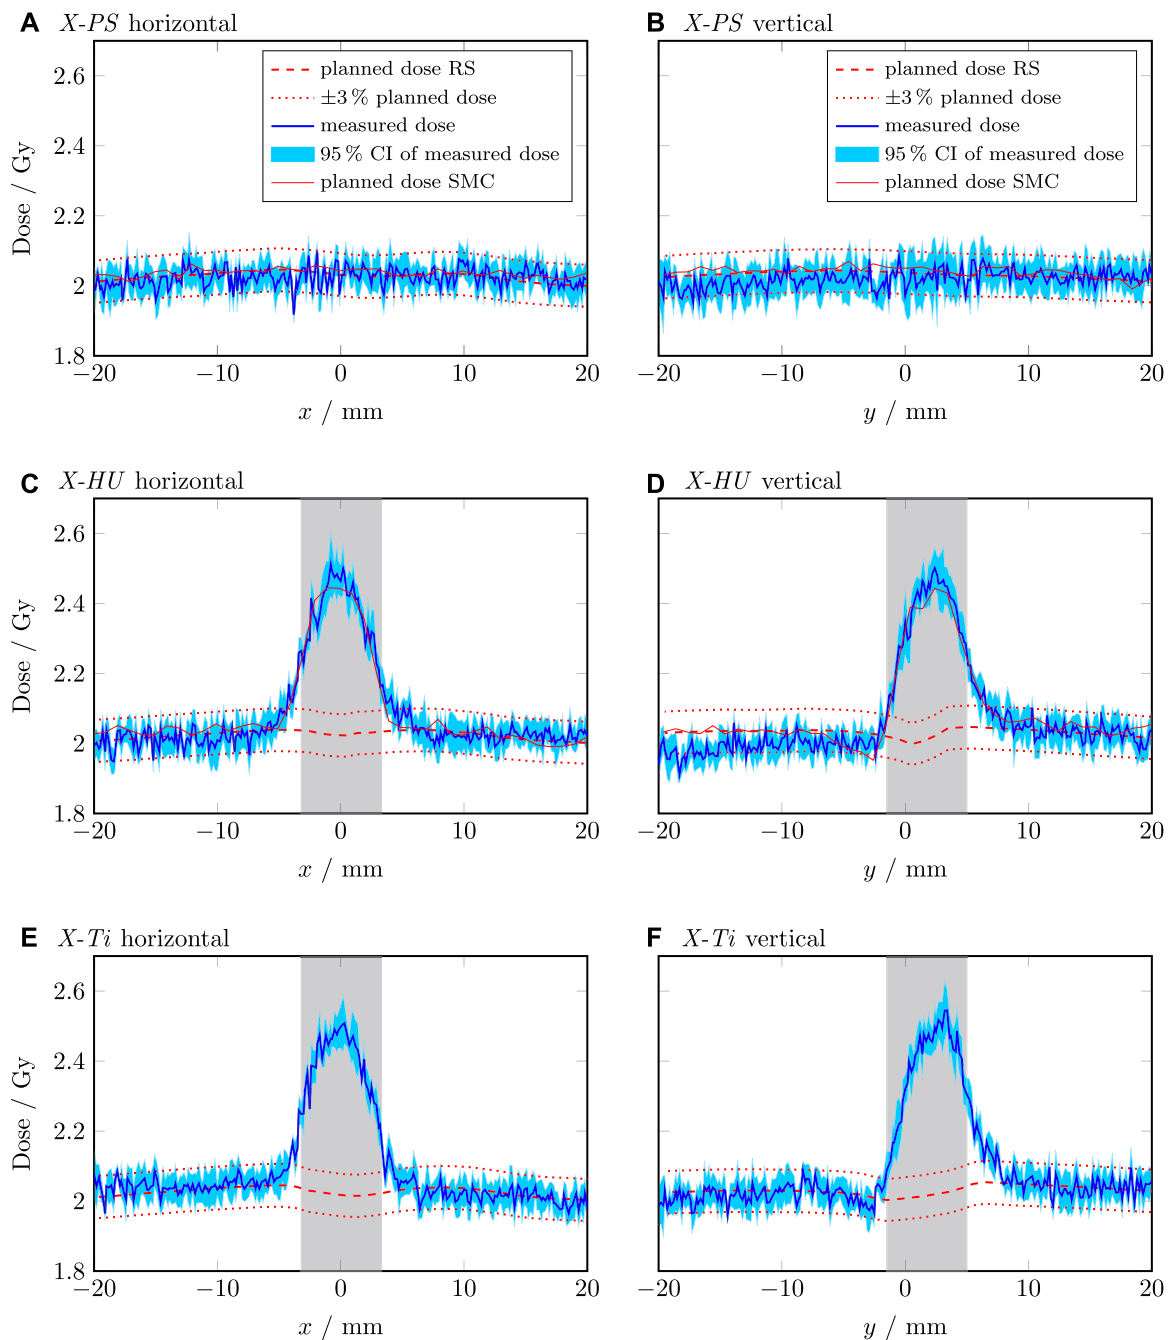 A X-PS horizontal
2.6
2.4
2.2
2
1.8
Dose / Gy
planned dose RS
±3 % planned dose
measured dose
95 % CI of measured dose
planned dose SMC
−20 −10 0 10 20
x / mm
B X-PS vertical
planned dose RS
±3 % planned dose
measured dose
95 % CI of measured dose
planned dose SMC
−20 −10 0 10 20
y / mm
C X-HU horizontal
2.6
2.4
2.2
2
1.8
Dose / Gy
−20 −10 0 10 20
x / mm
D X-HU vertical
−20 −10 0 10 20
y / mm
E X-Ti horizontal
2.6
2.4
2.2
2
1.8
Dose / Gy
−20 −10 0 10 20
x / mm
F X-Ti vertical
−20 −10 0 10 20
y / mm